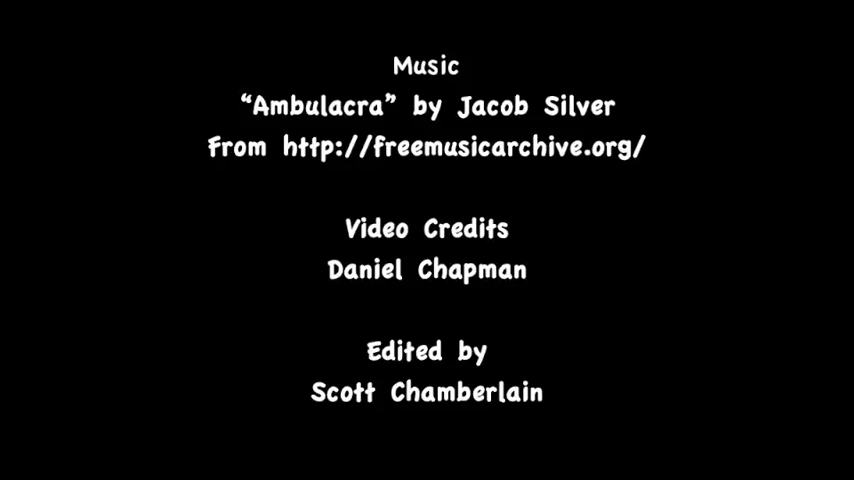 Music
“Ambulacra” by Jacob Silver
From http://freemusicarchive.org/
Video Credits
Daniel Chapman
Edited by
Scott Chamberlain